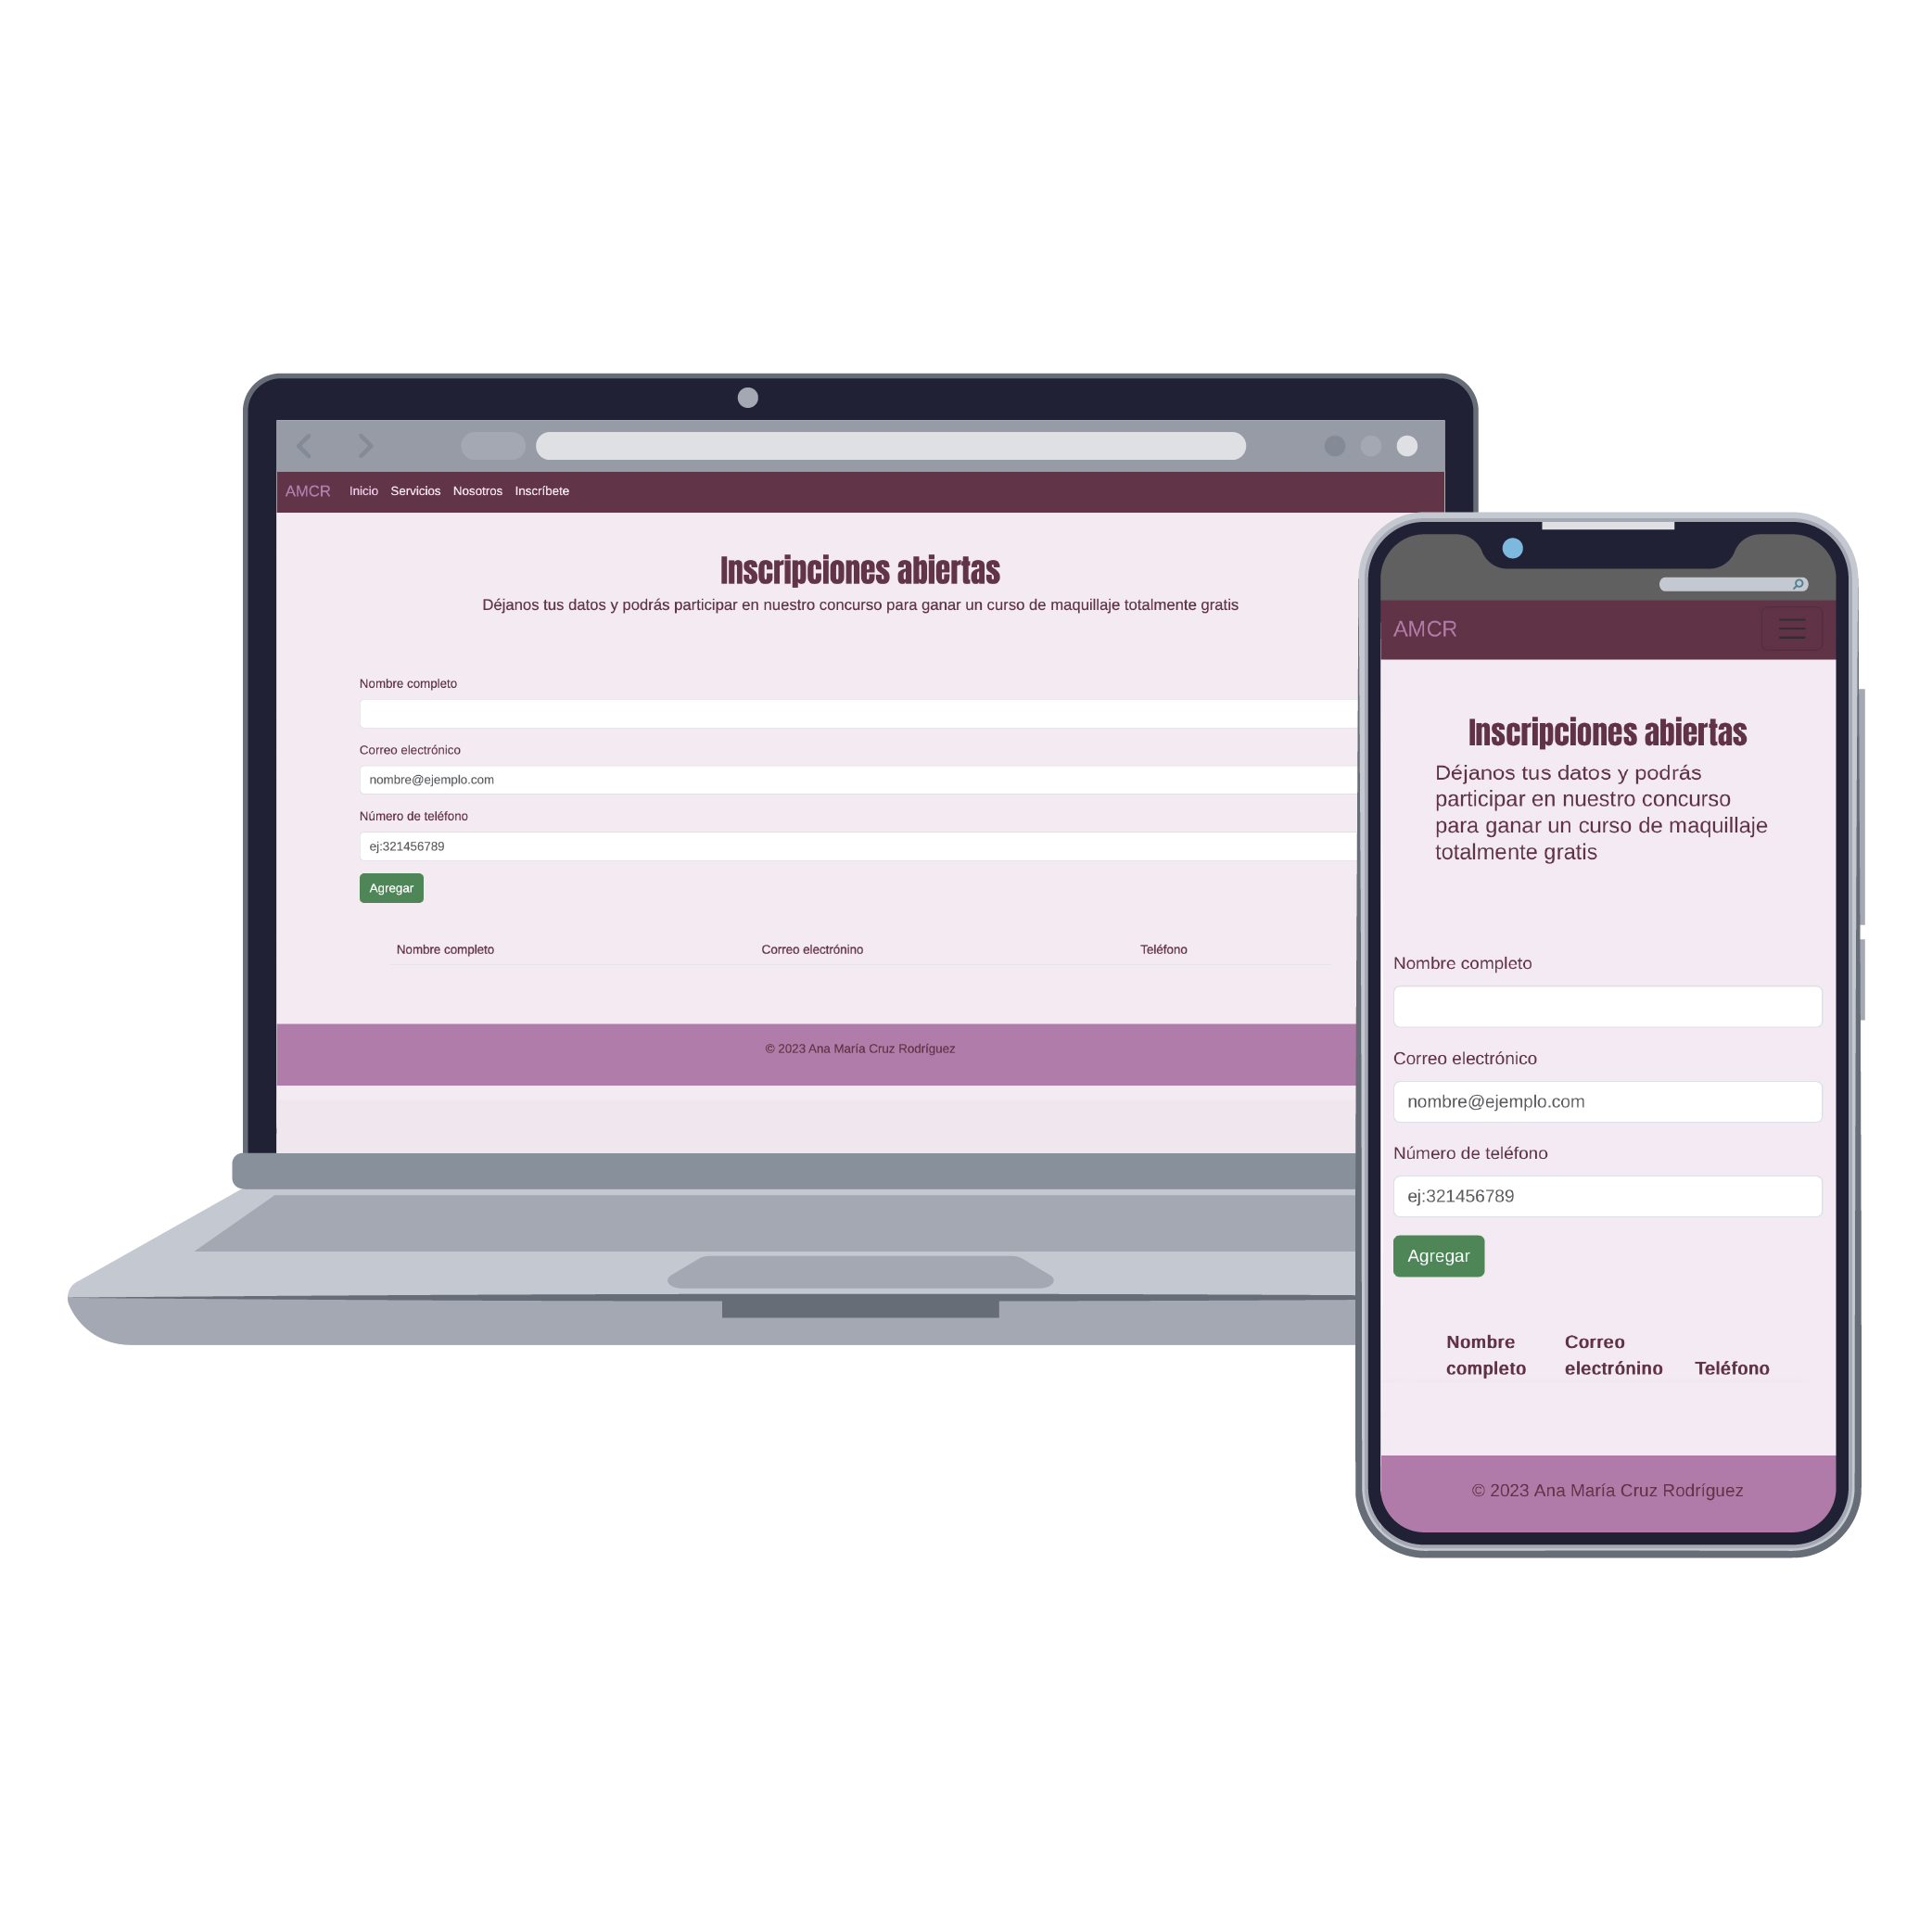 AMCR Inicio Servicios Nosotros Inscríbete
Inscripciones abiertas
Déjanos tus datos y podrás participar en nuestro concurso para ganar un curso de maquillaje totalmente gratis
Nombre completo
Correo electrónico
nombre@ejemplo.com
Número de teléfono
ej:321456789
Agregar
Nombre completo Correo electrónino Teléfono
© 2023 Ana María Cruz Rodríguez
AMCR
Inscripciones abiertas
Déjanos tus datos y podrás
participar en nuestro concurso
para ganar un curso de maquillaje
totalmente gratis
Nombre completo
Correo electrónico
nombre@ejemplo.com
Número de teléfono
ej:321456789
Agregar
Nombre Correo
completo electrónino Teléfono
© 2023 Ana María Cruz Rodríguez